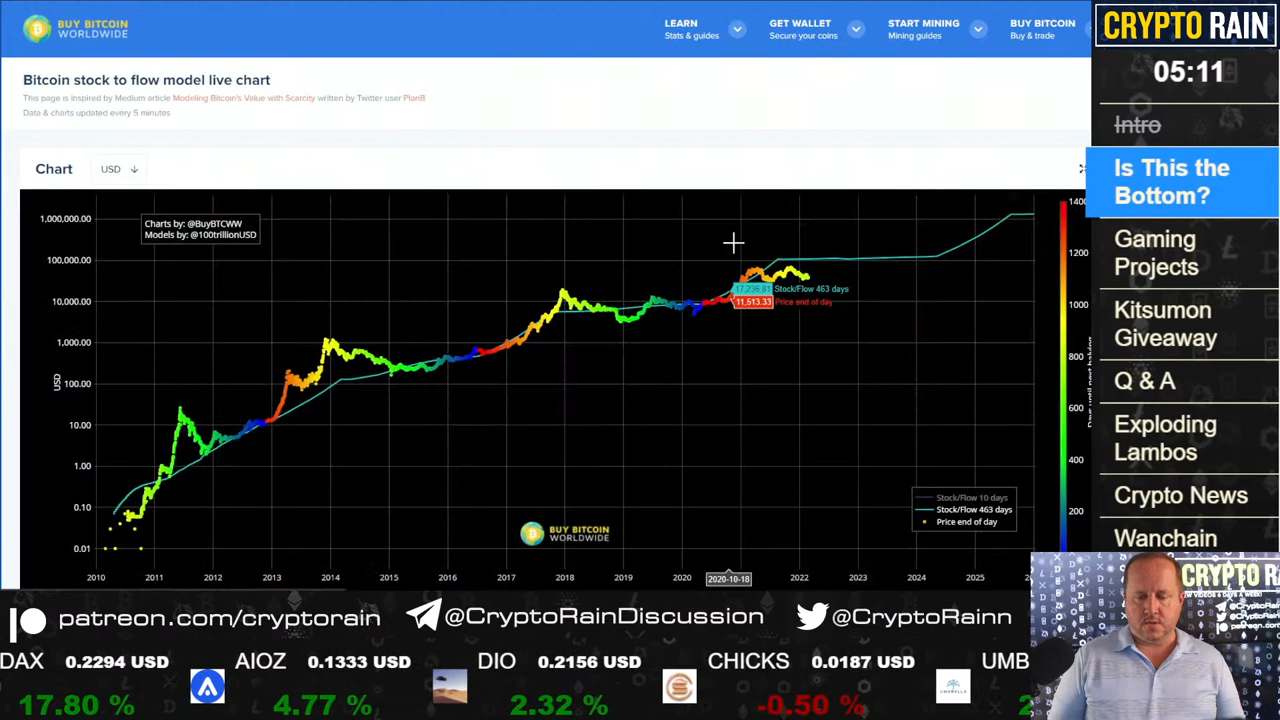 BUY BITCOIN
WORLDWIDE
LEARN
Stats & guides
GET WALLET
Secure your coins
START MINING
Mining guides
BUY BITCOIN
Buy & trade
CRYPTO RAIN
05:11
Intro
Is This the
Bottom?
Gaming
Projects
Kitsumon
Giveaway
Q & A
Exploding
Lambos
Crypto News
Wanchain
Bitcoin stock to flow model live chart
This page is inspired by Medium article Modeling Bitcoin's Value with Scarcity written by Twitter user PlanB
Data & charts updated every 5 minutes
Chart
USD ↓
Charts by: @BuyBTCWW
Models by: @100trillionUSD
1,000,000.00
100,000.00
10,000.00
1,000.00
100.00
10.00
1.00
0.10
0.01
USD
17,236.61 Stock/Flow 463 days
11,513.33 Price end of day
Stock/Flow 10 days
Stock/Flow 463 days
Price end of day
BUY BITCOIN
WORLDWIDE
1400
1200
1000
800
600
400
200
2010 2011 2012 2013 2014 2015 2016 2017 2018 2019 2020 2020-10-18 2022 2023 2024 2025
patreon.com/cryptorain
@CryptoRainDiscussion
@CryptoRainn
DAX 0.2294 USD
17.80 %
AIOZ 0.1333 USD
4.77 %
DIO 0.2156 USD
2.32 %
CHICKS 0.0187 USD
-0.50 %
UMB
UMBRELLA
CRYPTO RA